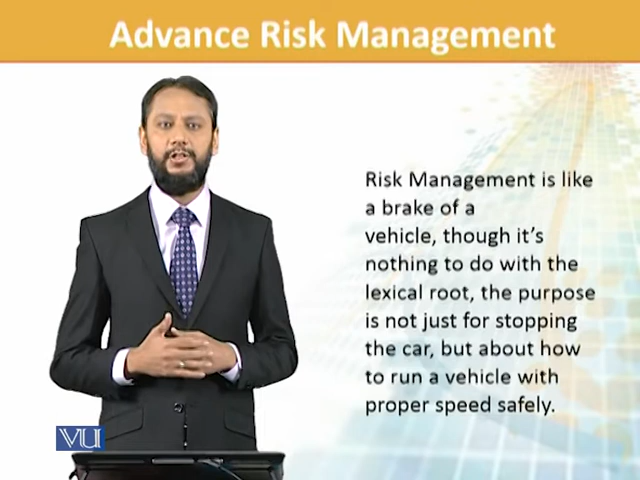 Advance Risk Management
Risk Management is like
a brake of a
vehicle, though it's
nothing to do with the
lexical root, the purpose
is not just for stopping
the car, but about how
to run a vehicle with
proper speed safely.
VU